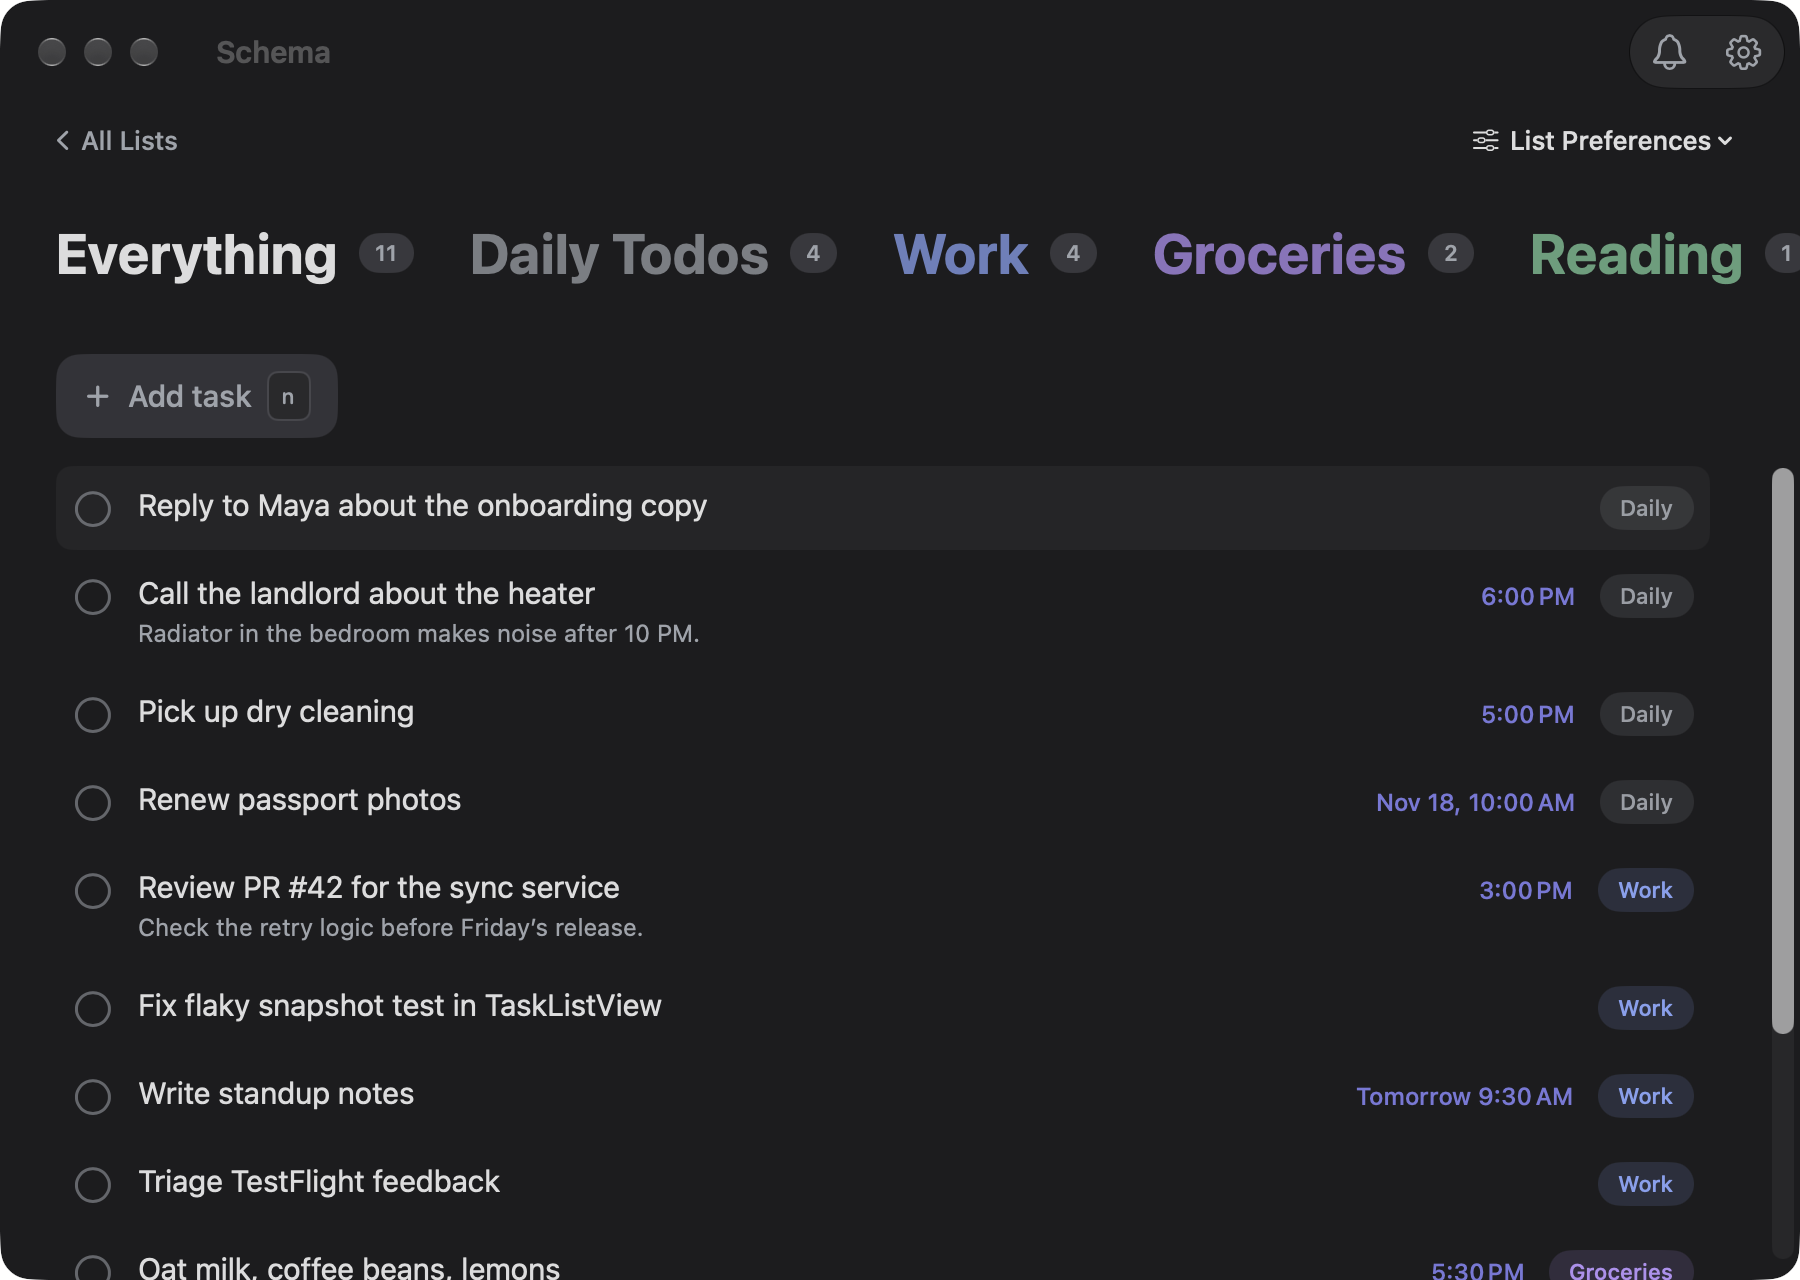 Schema
All Lists
List Preferences
Everything 11 Daily Todos 4 Work 4 Groceries 2 Reading 1
+ Add task n
Reply to Maya about the onboarding copy Daily
Call the landlord about the heater 6:00 PM Daily
Radiator in the bedroom makes noise after 10 PM.
Pick up dry cleaning 5:00 PM Daily
Renew passport photos Nov 18, 10:00 AM Daily
Review PR #42 for the sync service 3:00 PM Work
Check the retry logic before Friday’s release.
Fix flaky snapshot test in TaskListView Work
Write standup notes Tomorrow 9:30 AM Work
Triage TestFlight feedback Work
Oat milk, coffee beans, lemons 5:30 PM Groceries